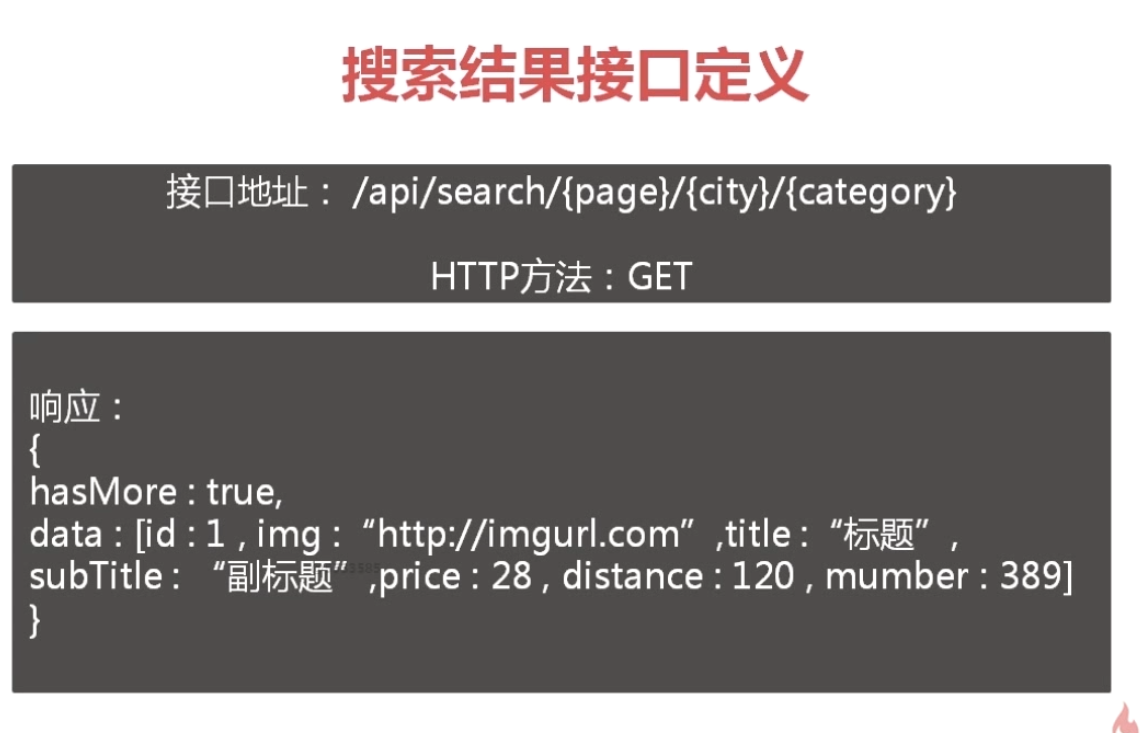 搜索结果接口定义
接口地址： /api/search/{page}/{city}/{category}
HTTP方法：GET
响应：
{
hasMore : true,
data : [id : 1 , img : “http://imgurl.com” ,title : “标题” ,
subTitle : “副标题” ,price : 28 , distance : 120 , mumber : 389]
}